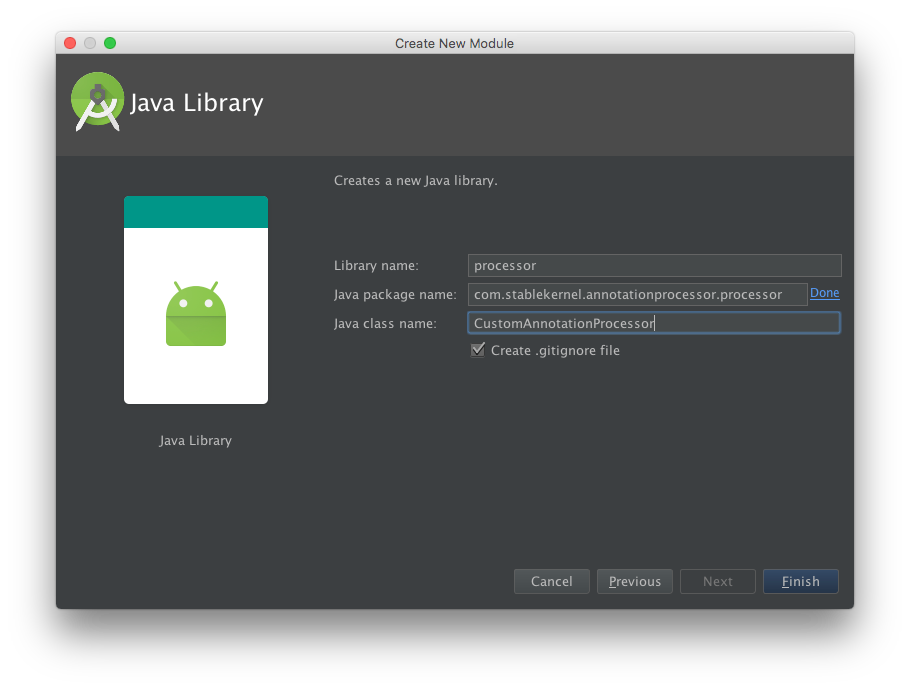 Create New Module
Java Library
Creates a new Java library.
Library name: processor
Java package name: com.stablekernel.annotationprocessor.processor Done
Java class name: CustomAnnotationProcessor
Create .gitignore file
Java Library
Cancel Previous Next Finish